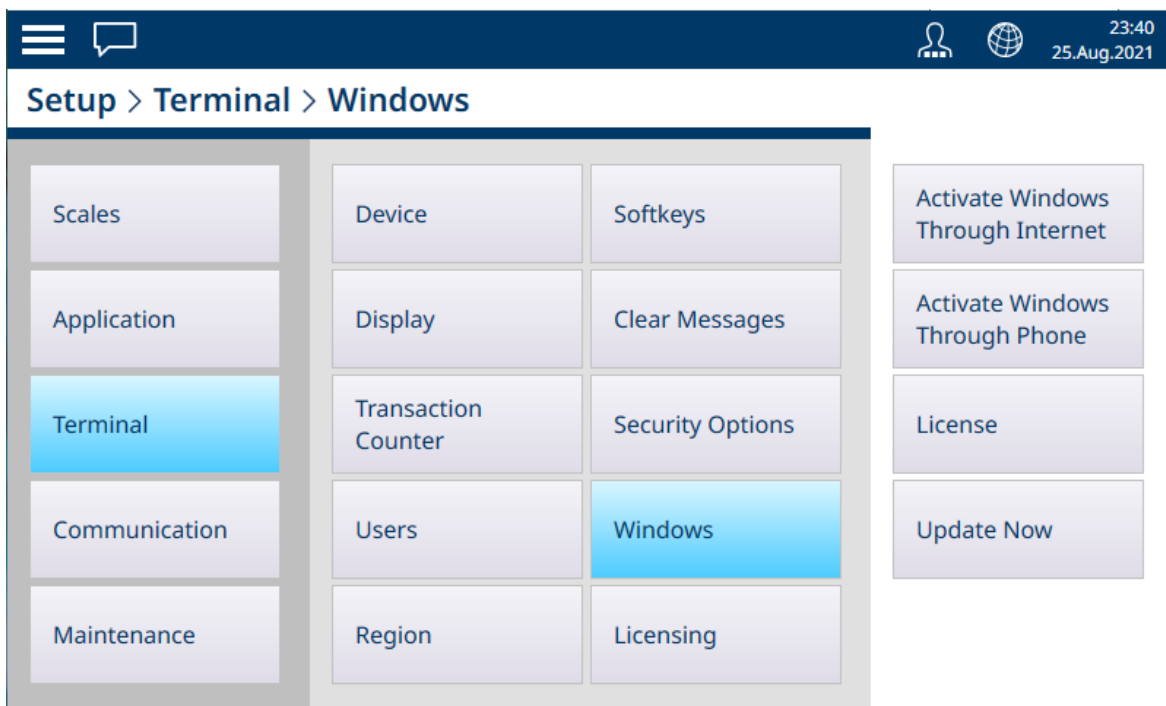 23:40
25.Aug.2021
Setup > Terminal > Windows
Scales
Application
Terminal
Communication
Maintenance
Device
Display
Transaction
Counter
Users
Region
Softkeys
Clear Messages
Security Options
Windows
Licensing
Activate Windows
Through Internet
Activate Windows
Through Phone
License
Update Now